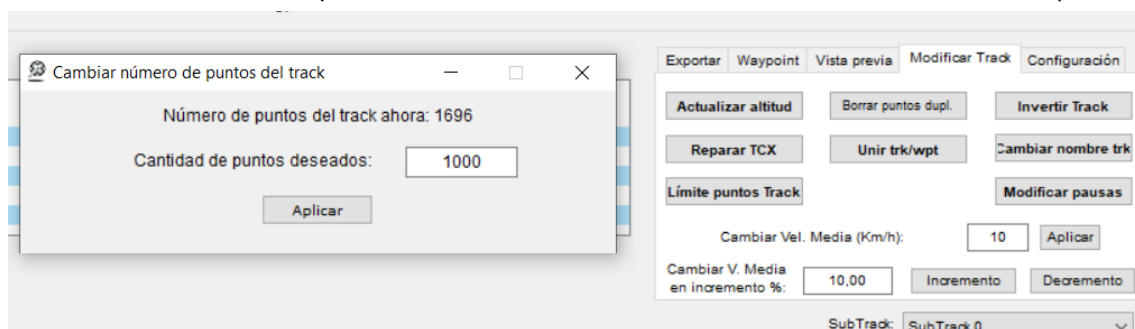 Cambiar número de puntos del track
Número de puntos del track ahora: 1696
Cantidad de puntos deseados: 1000
Aplicar
Exportar Waypoint Vista previa Modificar Track Configuración
Actualizar altitud Borrar puntos dupl. Invertir Track
Reparar TCX Unir trk/wpt Cambiar nombre trk
Límite puntos Track Modificar pausas
Cambiar Vel. Media (Km/h): 10 Aplicar
Cambiar V. Media
en incremento %: 10,00 Incremento Decremento
SubTrack: SubTrack 0